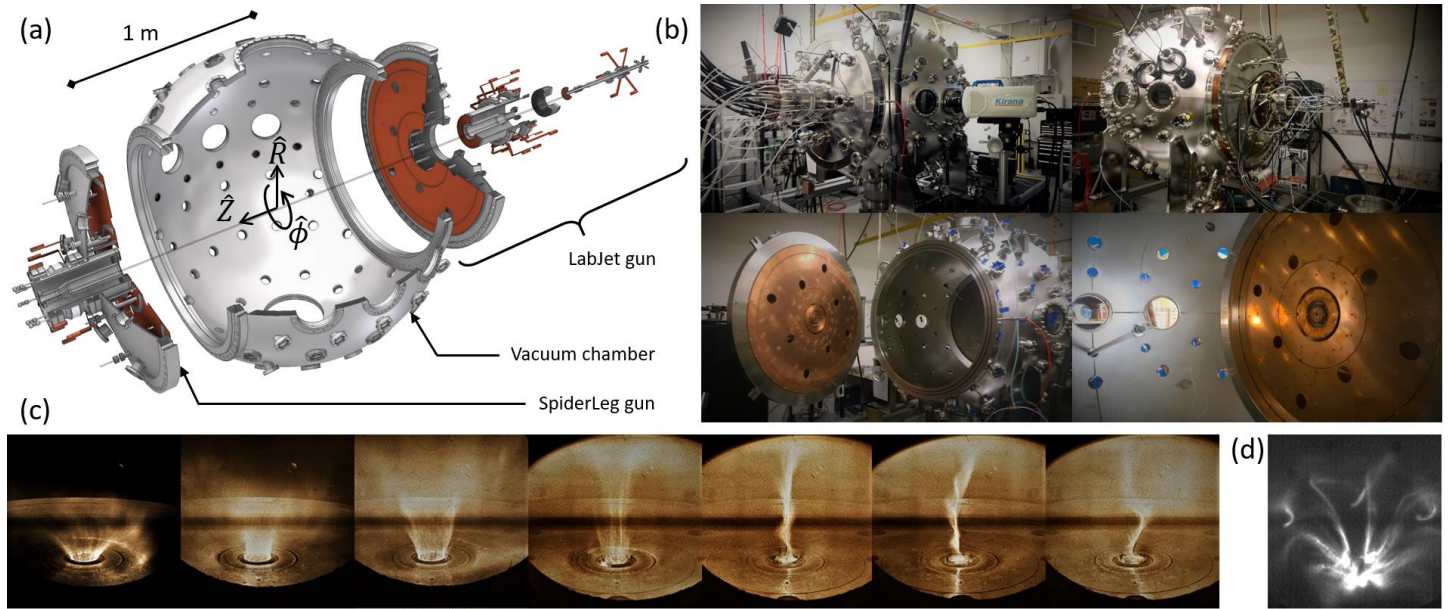 (a)
1 m
R̂
Ẑ
ϕ̂
LabJet gun
Vacuum chamber
SpiderLeg gun
(b)
Kirana
(c)
(d)